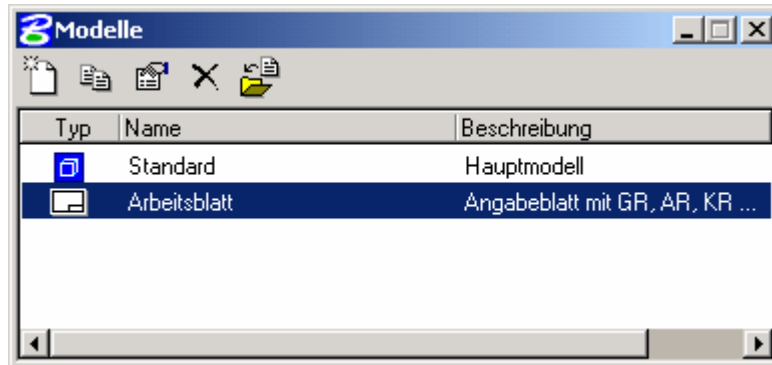 Modelle
Typ Name Beschreibung
Standard Hauptmodell
Arbeitsblatt Angabeblatt mit GR, AR, KR ...